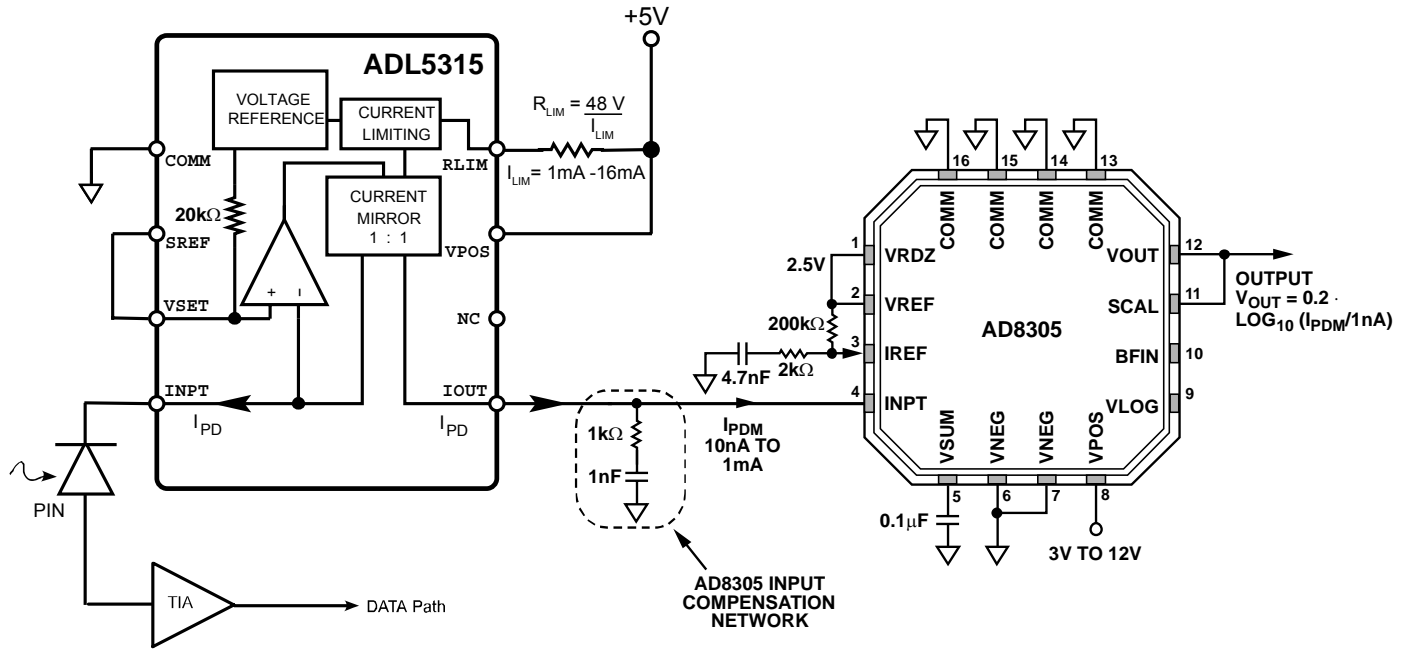 +5V
ADL5315
VOLTAGE
REFERENCE
CURRENT
LIMITING
R_LIM = 48 V
I_LIM
COMM
RLIM
I_LIM = 1mA -16mA
20kΩ
CURRENT
MIRROR
1 : 1
SREF
VPOS
VSET
+ −
NC
INPT
IOUT
I_PD
I_PD
PIN
TIA
DATA Path
1kΩ
1nF
I_PDM
10nA TO
1mA
AD8305 INPUT
COMPENSATION
NETWORK
2.5V
200kΩ
4.7nF
2kΩ
16
15
14
13
COMM
COMM
COMM
COMM
1
VRDZ
2
VREF
3
IREF
4
INPT
AD8305
VOUT
12
SCAL
11
BFIN
10
VLOG
9
VSUM
VNEG
VNEG
VPOS
5
6
7
8
0.1µF
3V TO 12V
OUTPUT
V_OUT = 0.2 ·
LOG₁₀ (I_PDM/1nA)